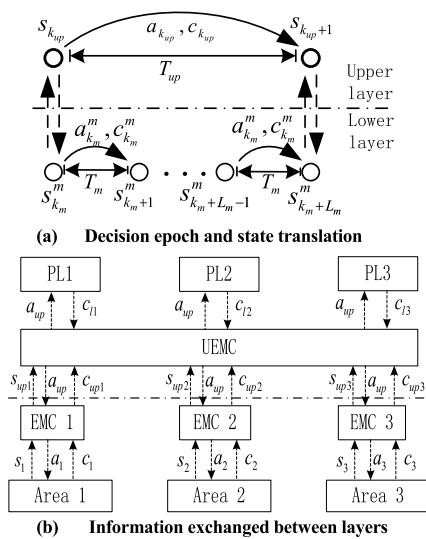 s_{k_{up}} a_{k_{up}}, c_{k_{up}} s_{k_{up}+1}
T_{up}
Upper layer
Lower layer
a^m_{k_m}, c^m_{k_m} a^m_{k_m}, c^m_{k_m}
T_m T_m
s^m_{k_m} s^m_{k_m+1} . . . s^m_{k_m+L_m-1} s^m_{k_m+L_m}
(a) Decision epoch and state translation
PL1 PL2 PL3
a_{up} c_{l1} a_{up} c_{l2} a_{up} c_{l3}
UEMC
s_{up1} a_{up} c_{up1} s_{up2} a_{up} c_{up2} s_{up3} a_{up} c_{up3}
EMC 1 EMC 2 EMC 3
s_1 a_1 c_1 s_2 a_2 c_2 s_3 a_3 c_3
Area 1 Area 2 Area 3
(b) Information exchanged between layers